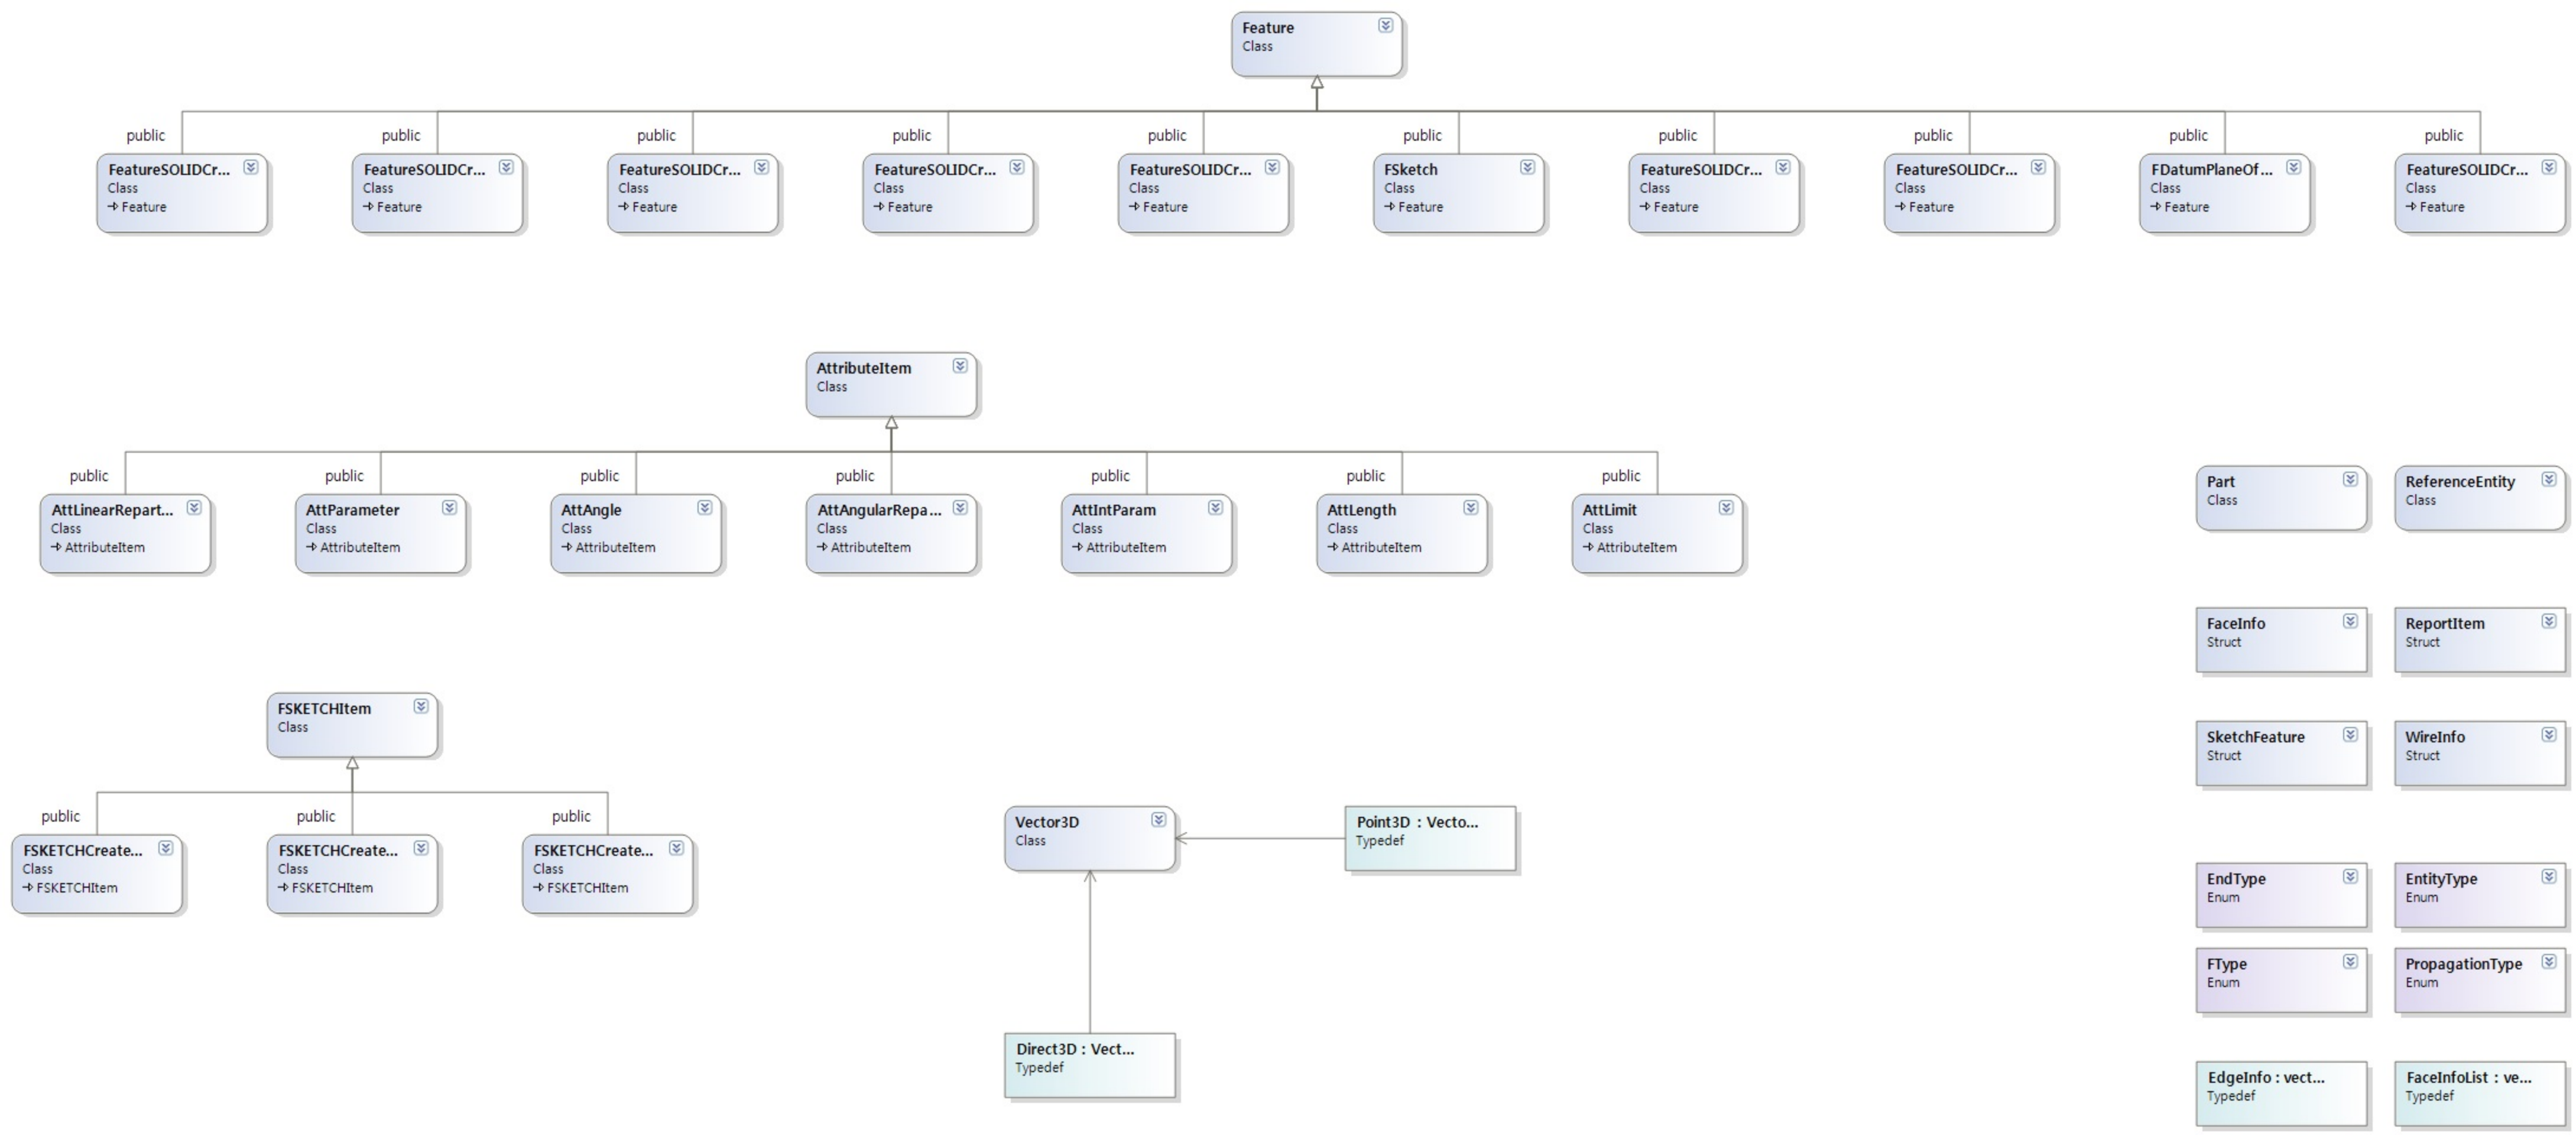 Feature
Class
public
public
public
public
public
public
public
public
public
public
FeatureSOLIDCr...
Class
Feature
FeatureSOLIDCr...
Class
Feature
FeatureSOLIDCr...
Class
Feature
FeatureSOLIDCr...
Class
Feature
FeatureSOLIDCr...
Class
Feature
FSketch
Class
Feature
FeatureSOLIDCr...
Class
Feature
FeatureSOLIDCr...
Class
Feature
FDatumPlaneOf...
Class
Feature
FeatureSOLIDCr...
Class
Feature
AttributeItem
Class
public
public
public
public
public
public
public
AttLinearRepart...
Class
AttributeItem
AttParameter
Class
AttributeItem
AttAngle
Class
AttributeItem
AttAngularRepa...
Class
AttributeItem
AttIntParam
Class
AttributeItem
AttLength
Class
AttributeItem
AttLimit
Class
AttributeItem
Part
Class
ReferenceEntity
Class
FaceInfo
Struct
ReportItem
Struct
FSKETCHItem
Class
public
public
public
FSKETCHCreate...
Class
FSKETCHItem
FSKETCHCreate...
Class
FSKETCHItem
FSKETCHCreate...
Class
FSKETCHItem
SketchFeature
Struct
WireInfo
Struct
Vector3D
Class
Point3D : Vecto...
Typedef
EndType
Enum
EntityType
Enum
FType
Enum
PropagationType
Enum
Direct3D : Vect...
Typedef
EdgeInfo : vect...
Typedef
FaceInfoList : ve...
Typedef